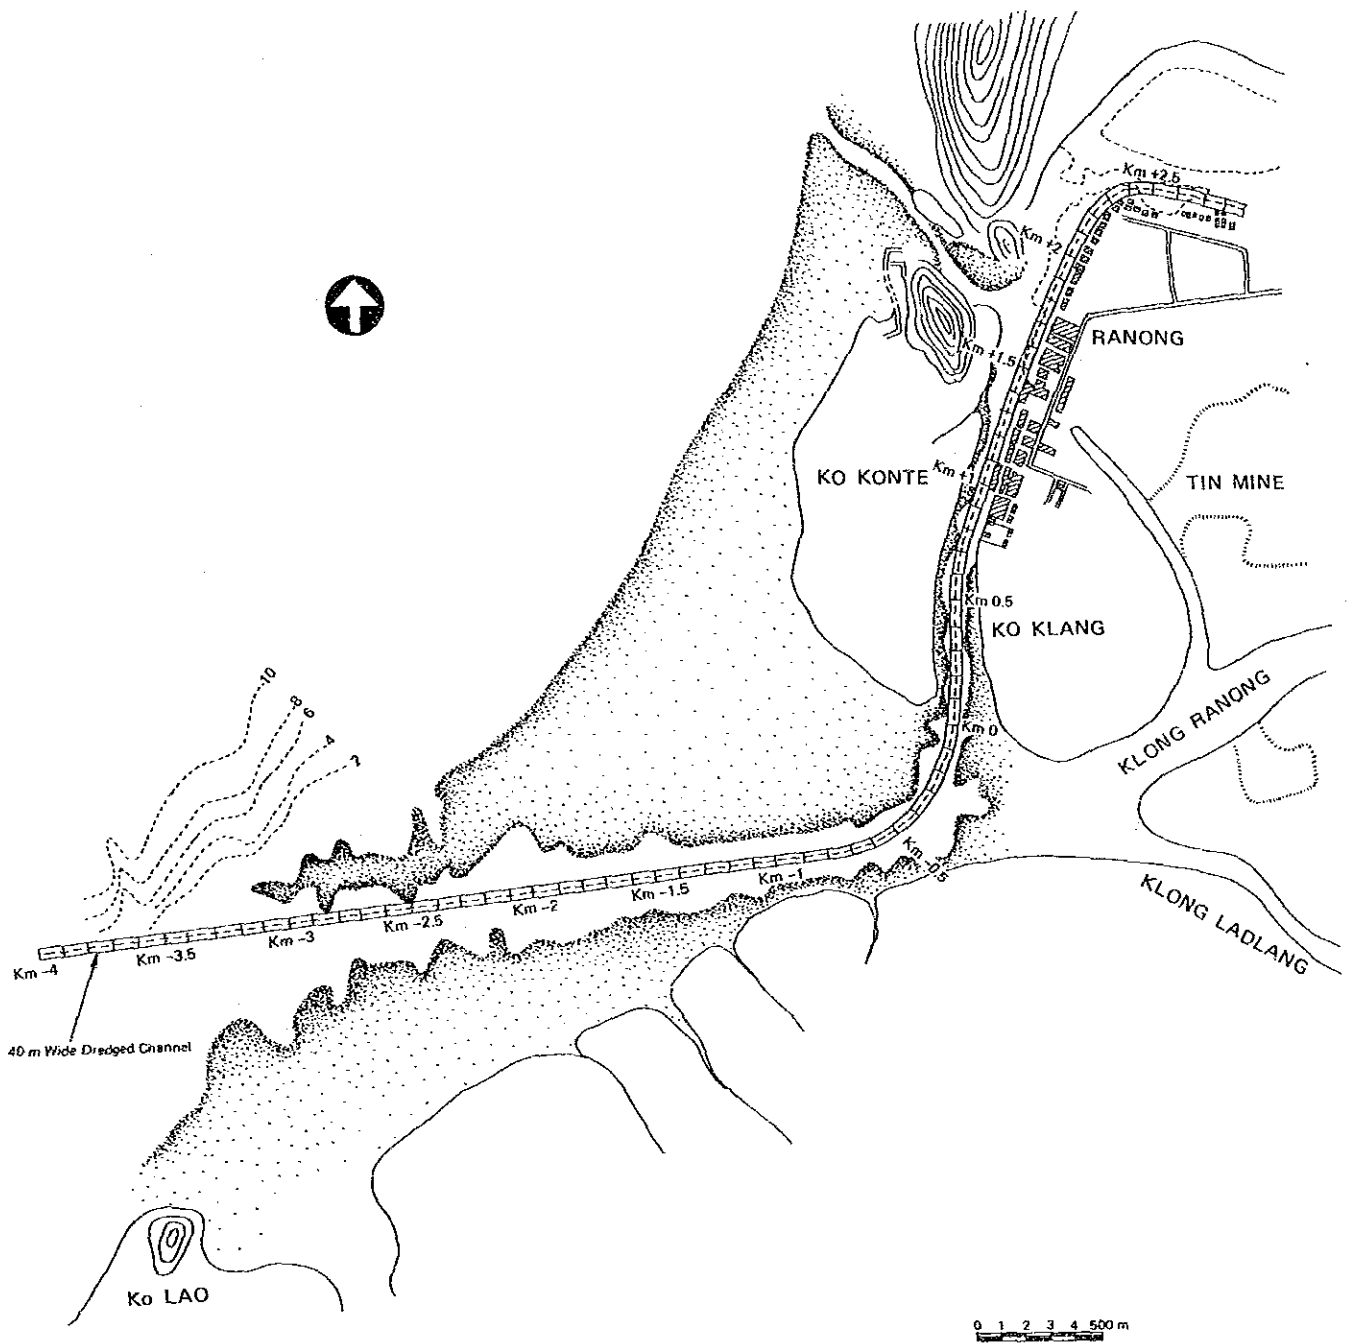 Km +2.5
Km +2
RANONG
Km +1.5
KO KONTE
Km +1
TIN MINE
Km 0.5
KO KLANG
KLONG RANONG
Km 0
10
8
6
4
2
Km -0.5
Km -1
Km -1.5
Km -2
Km -2.5
Km -3
Km -3.5
Km -4
KLONG LADLANG
40 m Wide Dredged Channel
Ko LAO
0 1 2 3 4 500 m